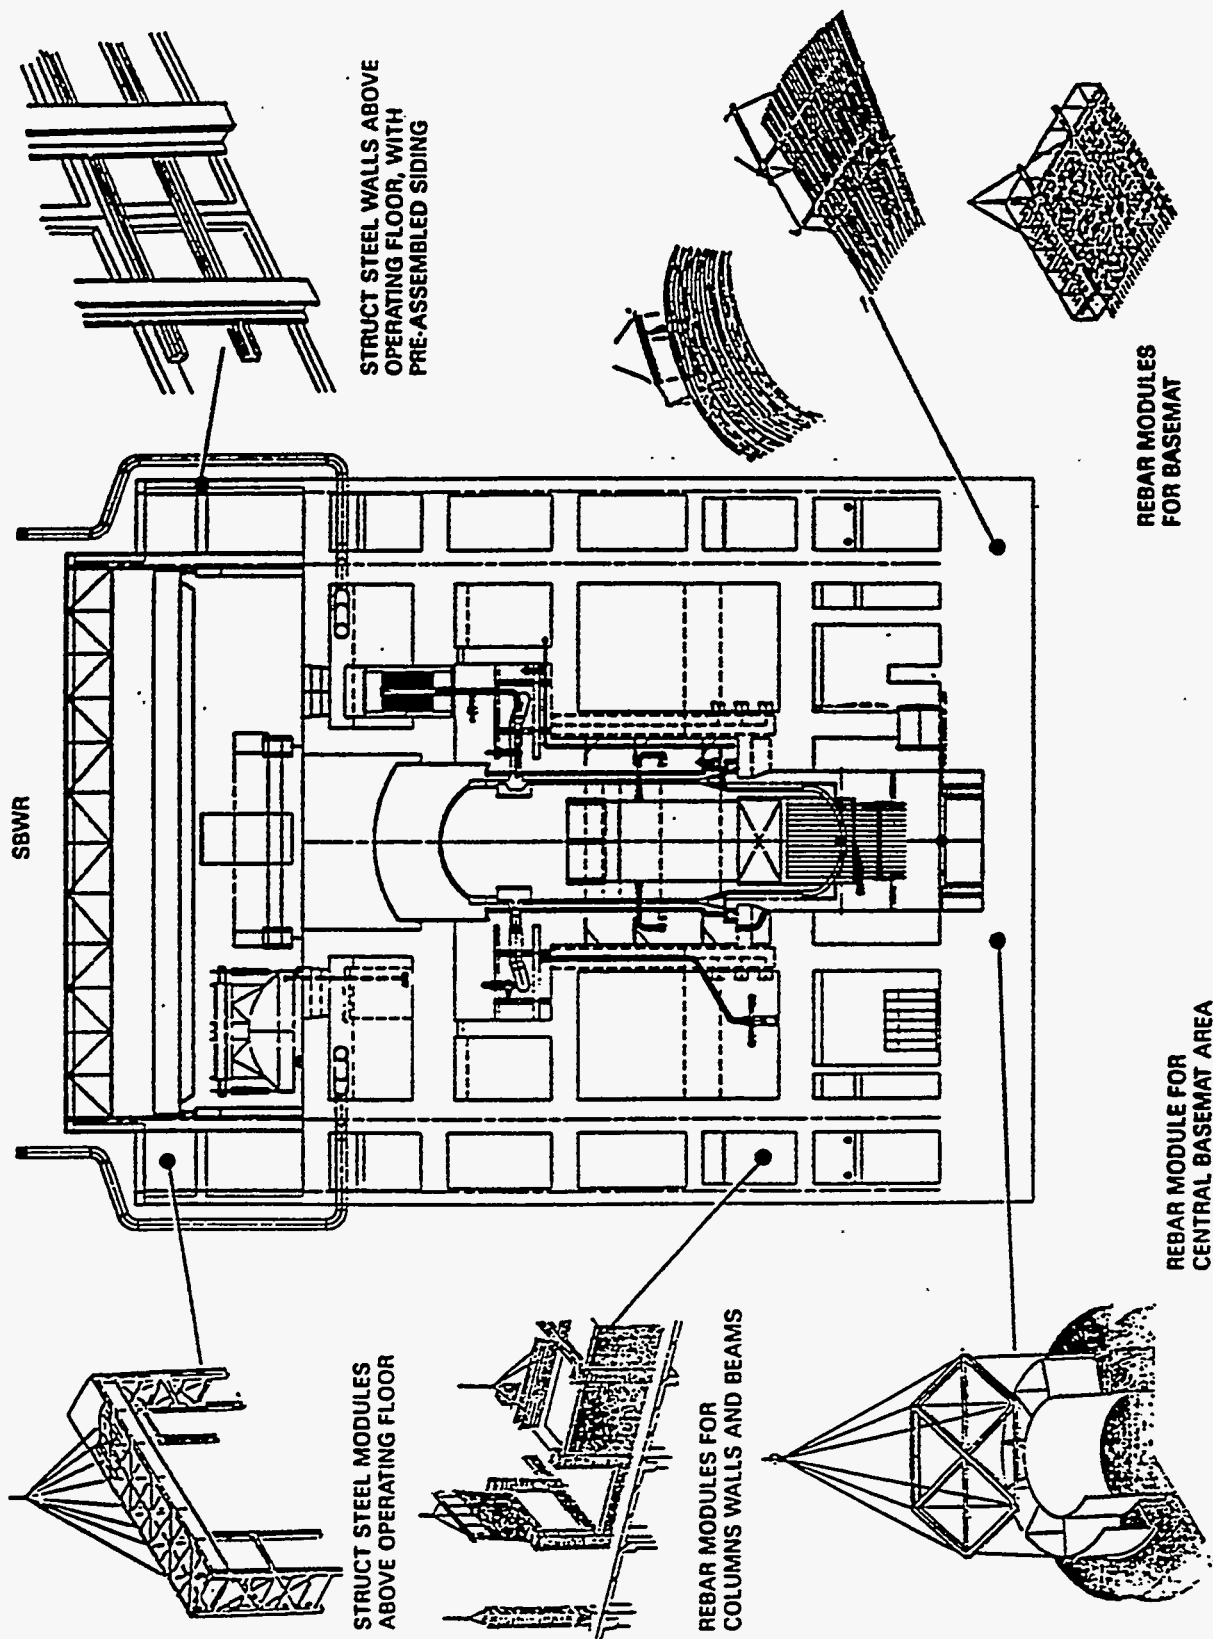 SBWR
STRUCT STEEL MODULES
ABOVE OPERATING FLOOR
STRUCT STEEL WALLS ABOVE
OPERATING FLOOR, WITH
PRE-ASSEMBLED SIDING
REBAR MODULES FOR
COLUMNS WALLS AND BEAMS
REBAR MODULE FOR
CENTRAL BASEMAT AREA
REBAR MODULES
FOR BASEMAT